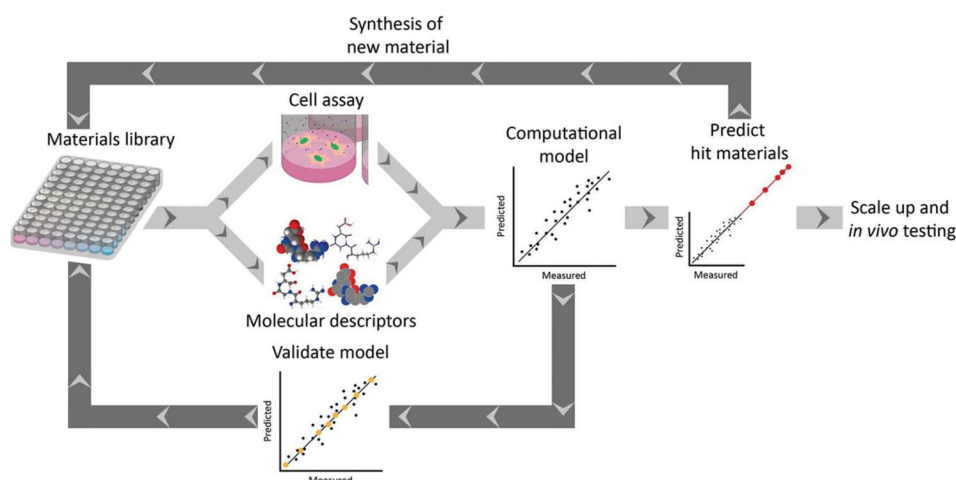 Synthesis of
new material
Cell assay
Materials library
Computational
model
Predict
hit materials
Predicted
Measured
Predicted
Measured
Scale up and
in vivo testing
Molecular descriptors
Validate model
Predicted
Measured